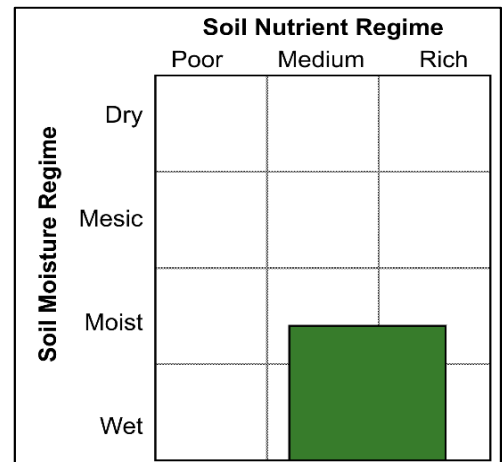 Soil Nutrient Regime
Poor Medium Rich
Soil Moisture Regime
Dry
Mesic
Moist
Wet